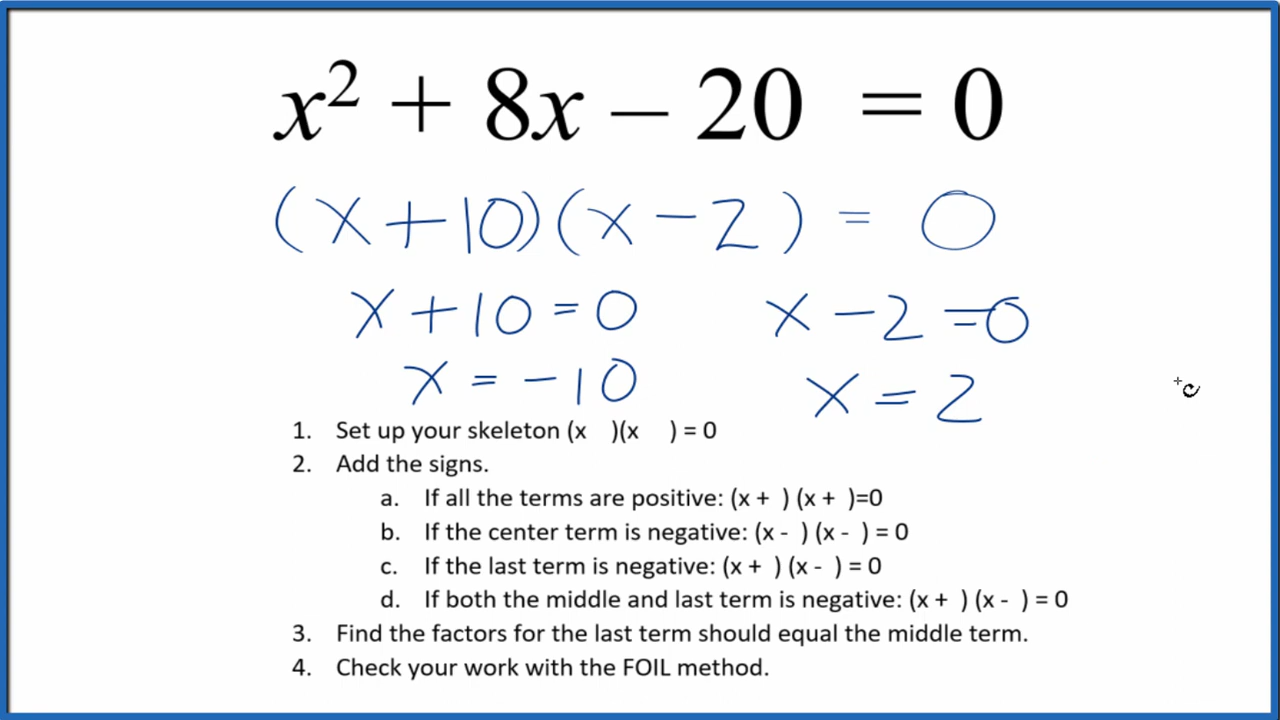 x² + 8x – 20 = 0
(x+10)(x-2) = 0
x+10=0 x-2=0
x = -10 x = 2
1. Set up your skeleton (x )(x ) = 0
2. Add the signs.
a. If all the terms are positive: (x + ) (x + )=0
b. If the center term is negative: (x - ) (x - ) = 0
c. If the last term is negative: (x + ) (x - ) = 0
d. If both the middle and last term is negative: (x + ) (x - ) = 0
3. Find the factors for the last term should equal the middle term.
4. Check your work with the FOIL method.